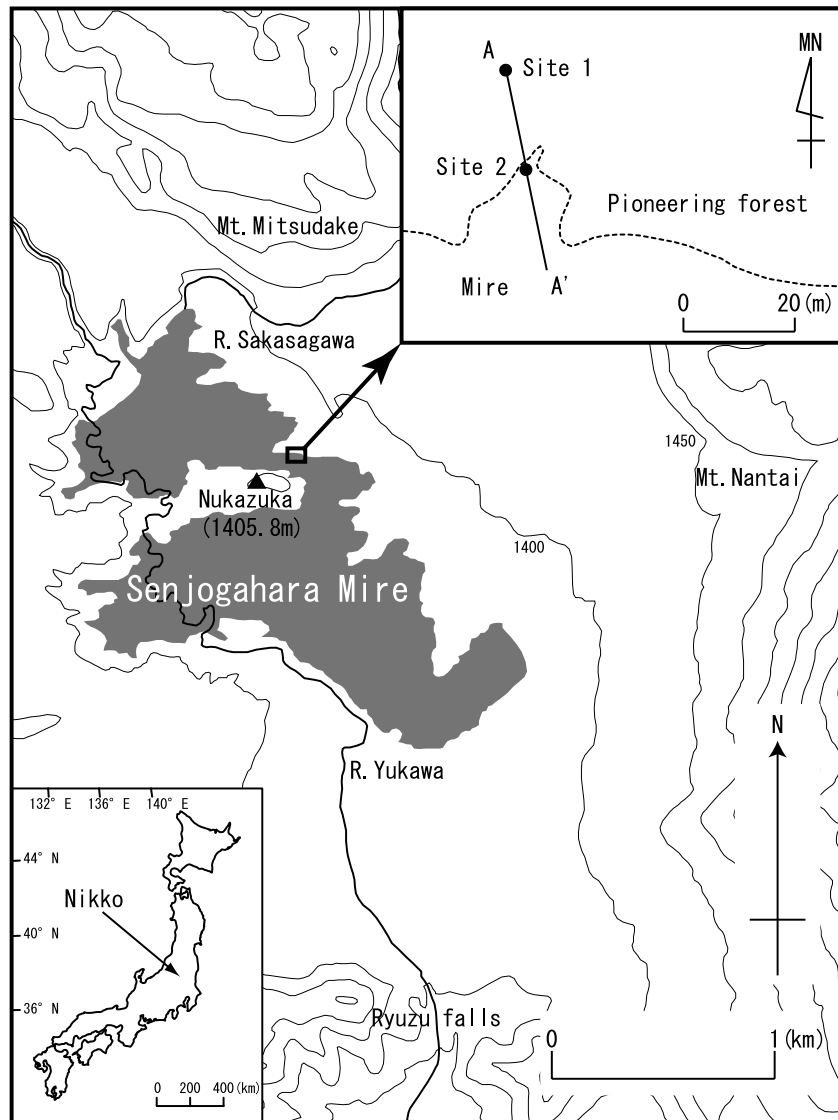 A
Site 1
MN
Site 2
Pioneering forest
Mire
A'
0 20(m)
Mt. Mitsudake
R. Sakasagawa
1450
Mt. Nantai
Nukazuka
(1405.8m)
1400
Senjogahara Mire
N
R. Yukawa
132° E 136° E 140° E
44° N
Nikko
40° N
36° N
0 200 400(km)
Ryuzu falls
0 1(km)